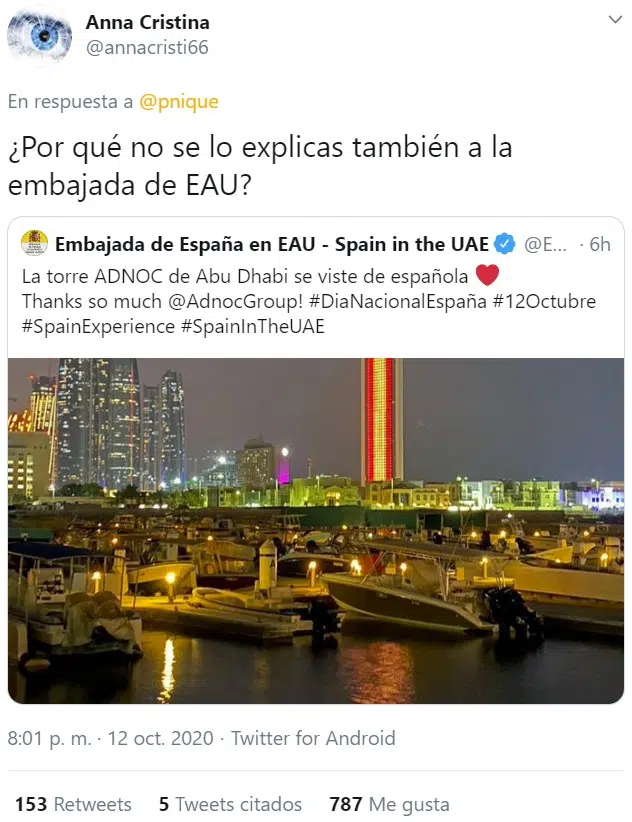 Anna Cristina
@annacristi66
En respuesta a @pnique
¿Por qué no se lo explicas también a la
embajada de EAU?
Embajada de España en EAU - Spain in the UAE @E... · 6h
La torre ADNOC de Abu Dhabi se viste de española ❤️
Thanks so much @AdnocGroup! #DiaNacionalEspaña #12Octubre
#SpainExperience #SpainInTheUAE
8:01 p. m. · 12 oct. 2020 · Twitter for Android
153 Retweets 5 Tweets citados 787 Me gusta